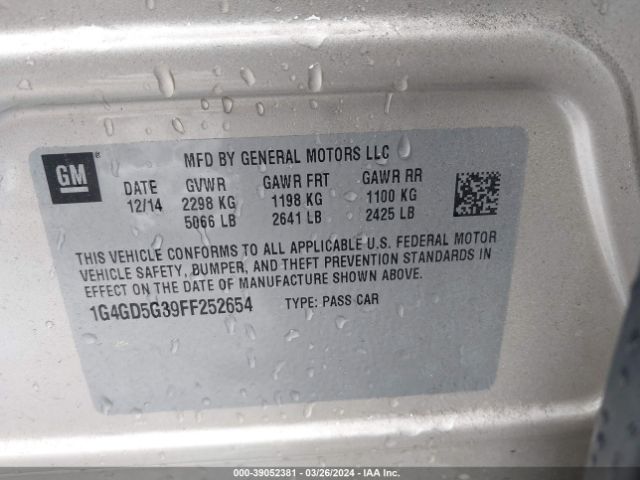 GM®
MFD BY GENERAL MOTORS LLC
DATE GVWR GAWR FRT GAWR RR
12/14 2298 KG 1198 KG 1100 KG
5066 LB 2641 LB 2425 LB
THIS VEHICLE CONFORMS TO ALL APPLICABLE U.S. FEDERAL MOTOR
VEHICLE SAFETY, BUMPER, AND THEFT PREVENTION STANDARDS IN
EFFECT ON THE DATE OF MANUFACTURE SHOWN ABOVE.
1G4GD5G39FF252654 TYPE: PASS CAR
000-39052381 | 03/26/2024 | IAA Inc.